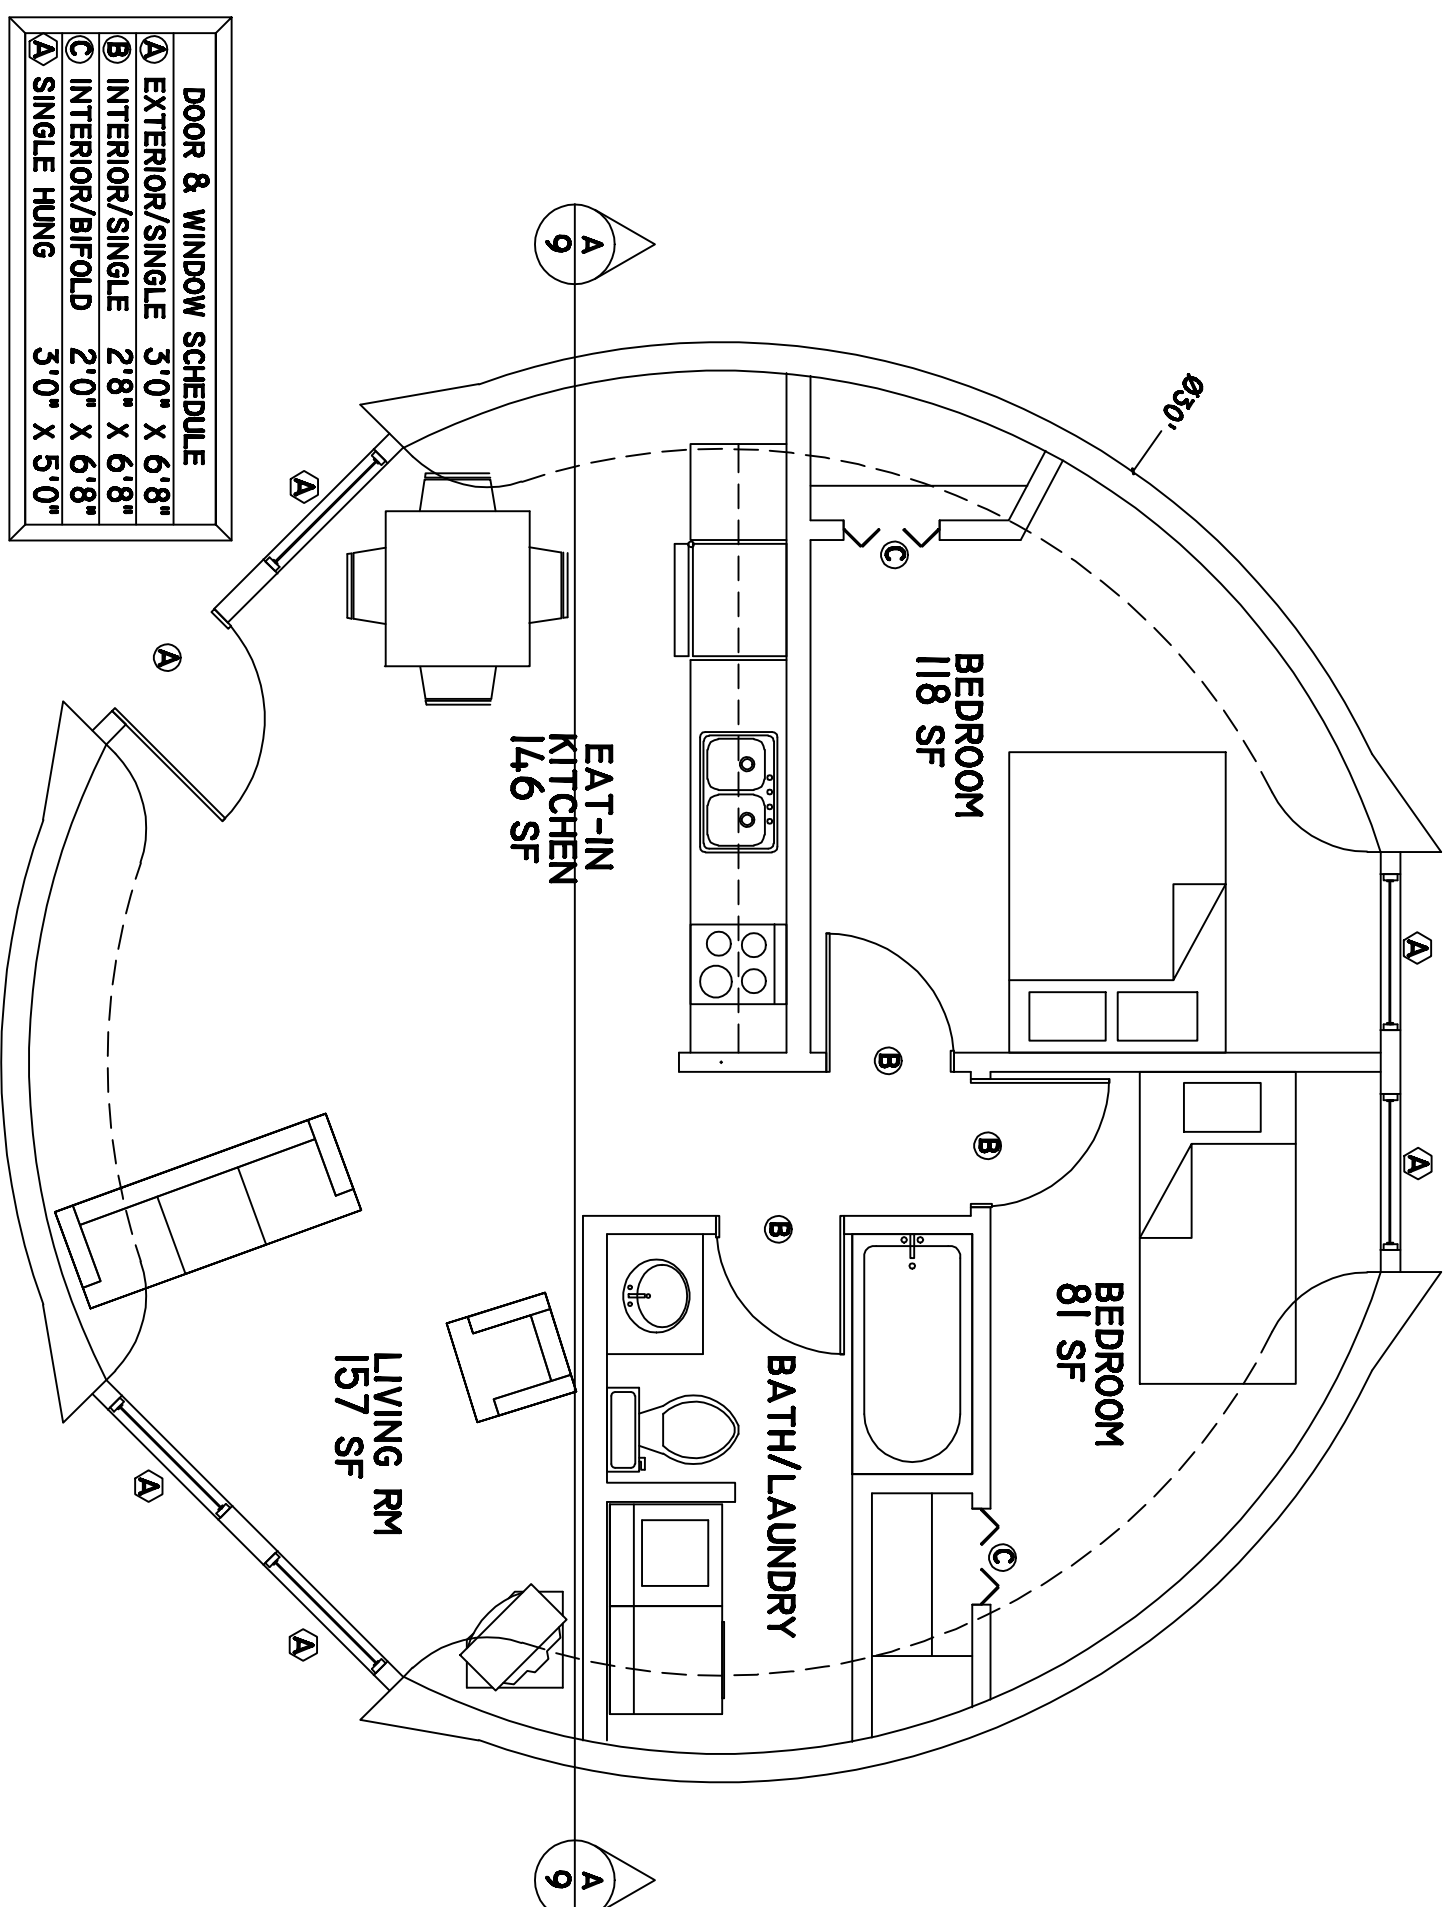 DOOR & WINDOW SCHEDULE
A EXTERIOR/SINGLE 3'0" X 6'8"
B INTERIOR/SINGLE 2'8" X 6'8"
C INTERIOR/BIFOLD 2'0" X 6'8"
A SINGLE HUNG 3'0" X 5'0"
Ø30'
A
9
A
9
BEDROOM
118 SF
BEDROOM
81 SF
EAT-IN
KITCHEN
146 SF
BATH/LAUNDRY
LIVING RM
157 SF
A
A
A
A
A
A
B
B
B
C
C